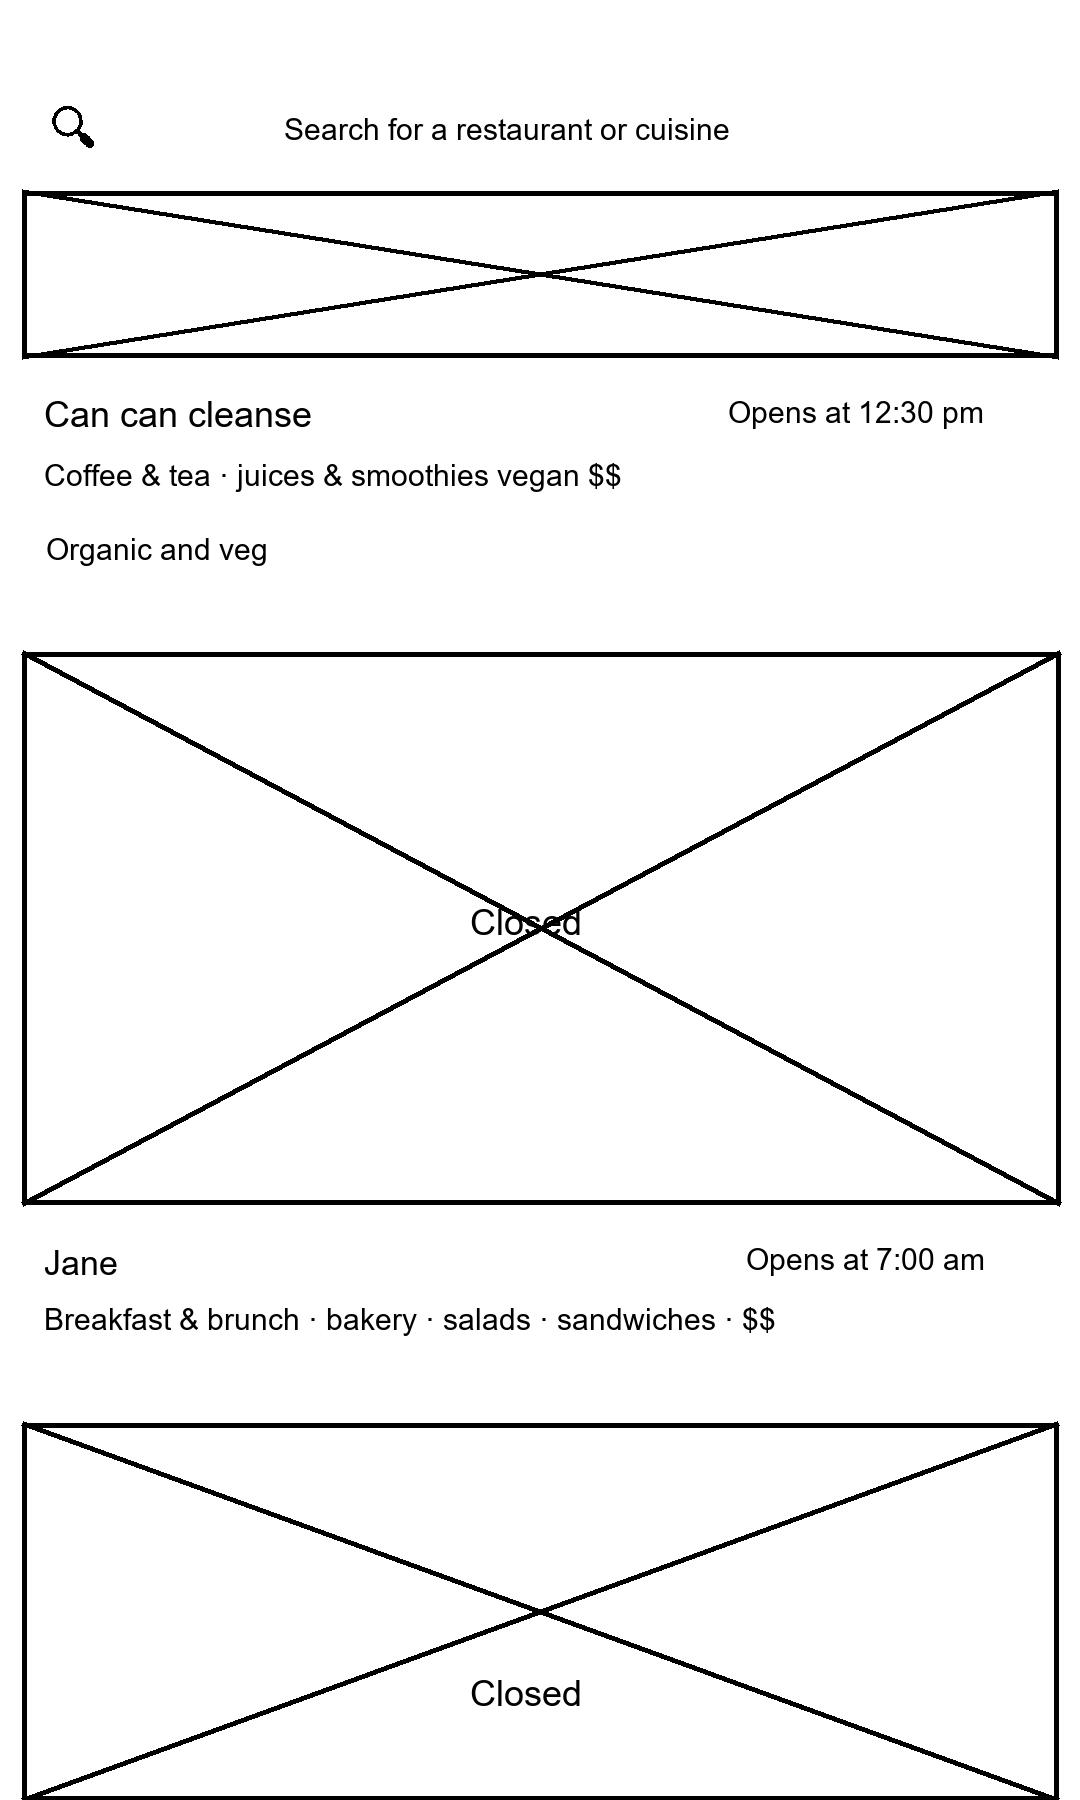 Search for a restaurant or cuisine
Can can cleanse
Opens at 12:30 pm
Coffee & tea · juices & smoothies vegan $$
Organic and veg
Closed
Jane
Opens at 7:00 am
Breakfast & brunch · bakery · salads · sandwiches · $$
Closed